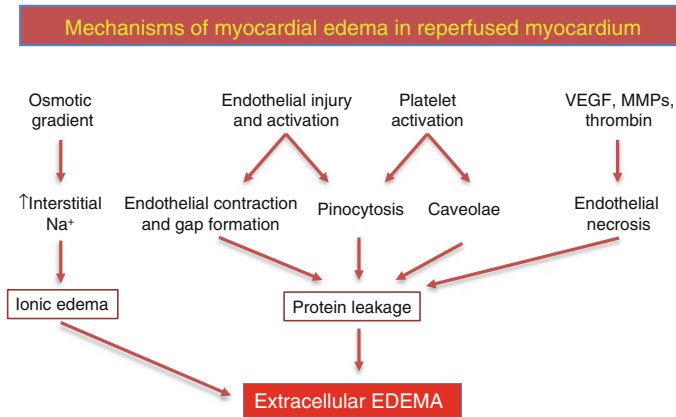 Mechanisms of myocardial edema in reperfused myocardium
Osmotic
gradient
Endothelial injury
and activation
Platelet
activation
VEGF, MMPs,
thrombin
↑Interstitial
Na⁺
Endothelial contraction
and gap formation
Pinocytosis
Caveolae
Endothelial
necrosis
Ionic edema
Protein leakage
Extracellular EDEMA